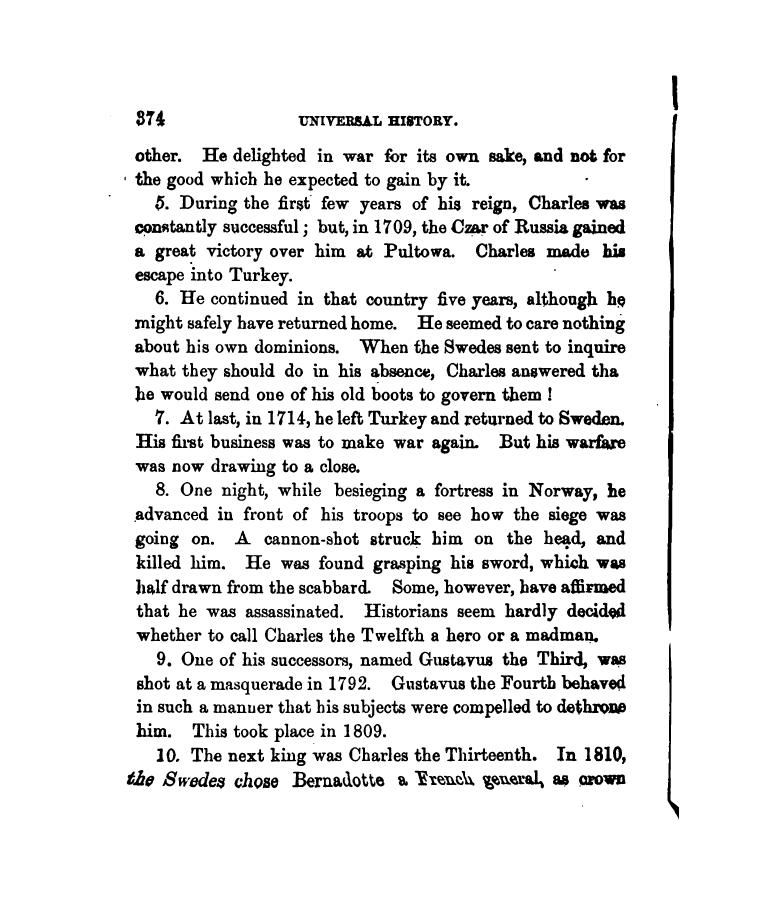 374 UNIVERSAL HISTORY.
other. He delighted in war for its own sake, and not for
the good which he expected to gain by it.
5. During the first few years of his reign, Charles was
constantly successful; but, in 1709, the Czar of Russia gained
a great victory over him at Pultowa. Charles made his
escape into Turkey.
6. He continued in that country five years, although he
might safely have returned home. He seemed to care nothing
about his own dominions. When the Swedes sent to inquire
what they should do in his absence, Charles answered tha
he would send one of his old boots to govern them!
7. At last, in 1714, he left Turkey and returned to Sweden.
His first business was to make war again. But his warfare
was now drawing to a close.
8. One night, while besieging a fortress in Norway, he
advanced in front of his troops to see how the siege was
going on. A cannon-shot struck him on the head, and
killed him. He was found grasping his sword, which was
half drawn from the scabbard. Some, however, have affirmed
that he was assassinated. Historians seem hardly decided
whether to call Charles the Twelfth a hero or a madman.
9. One of his successors, named Gustavus the Third, was
shot at a masquerade in 1792. Gustavus the Fourth behaved
in such a manner that his subjects were compelled to dethrone
him. This took place in 1809.
10. The next king was Charles the Thirteenth. In 1810,
the Swedes chose Bernadotte a French general, as crown